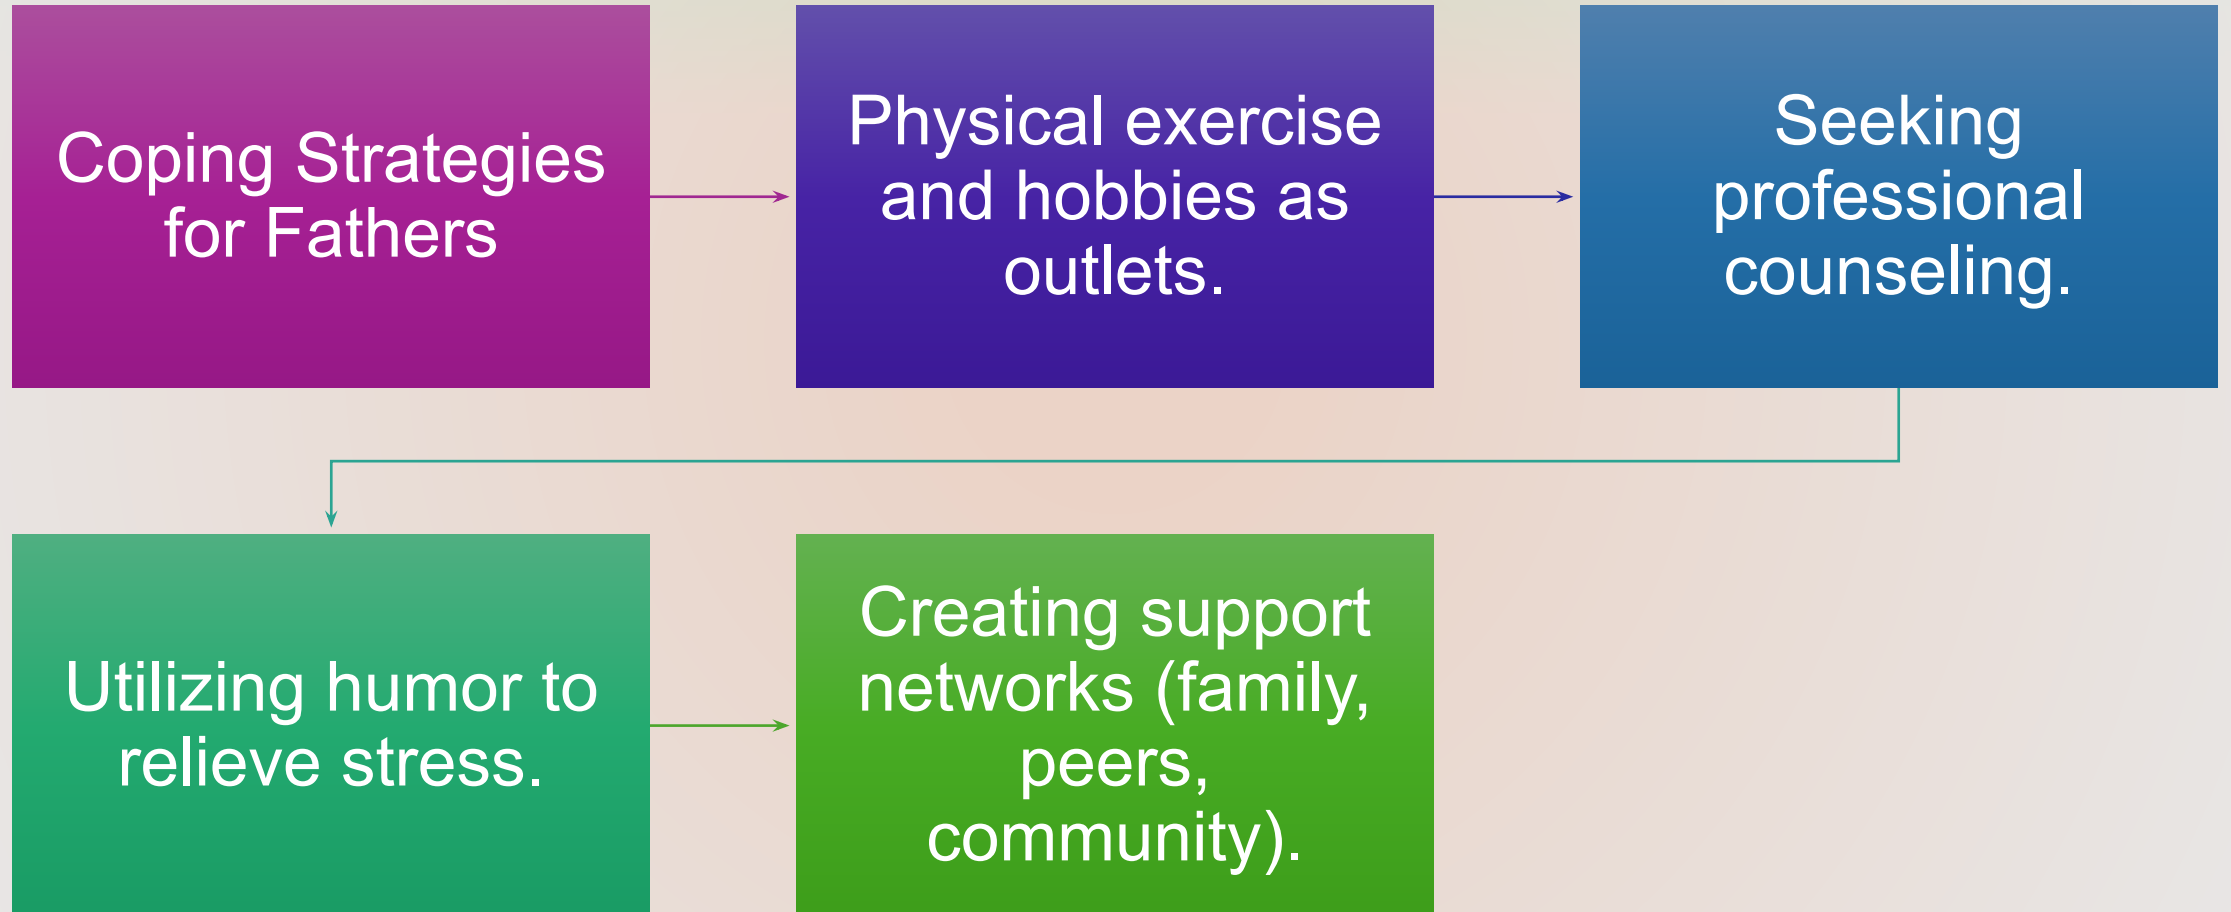 Coping Strategies
for Fathers
Physical exercise
and hobbies as
outlets.
Seeking
professional
counseling.
Utilizing humor to
relieve stress.
Creating support
networks (family,
peers,
community).